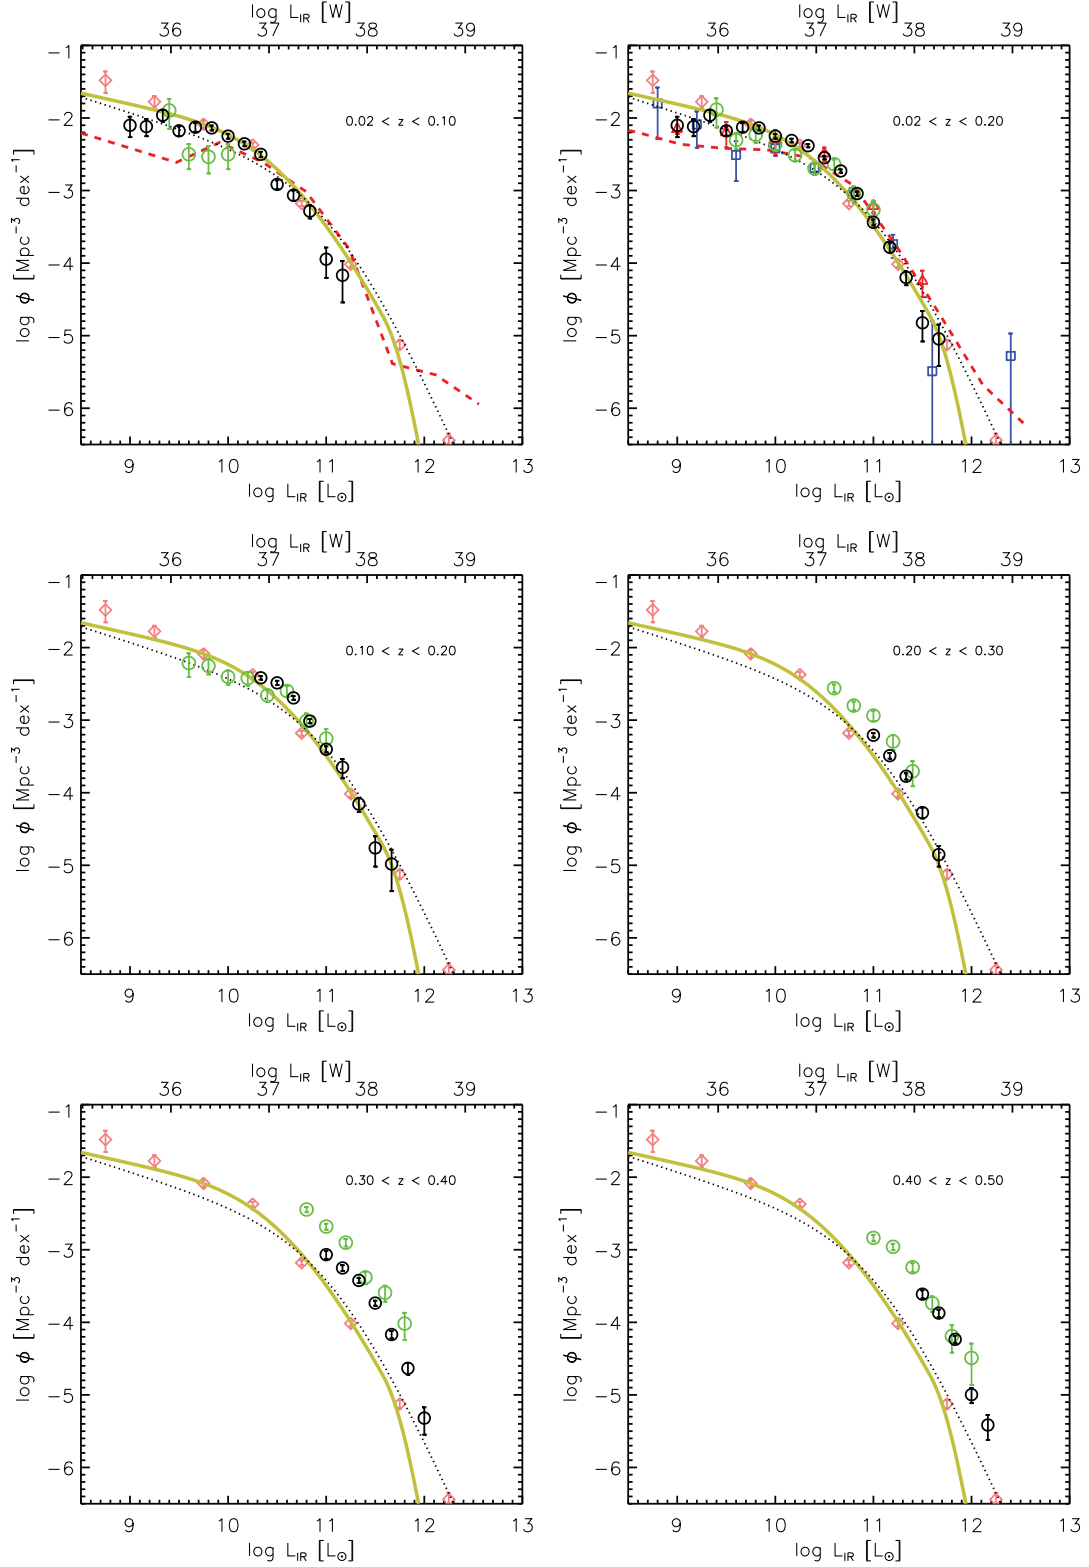 log L_IR [W] log L_IR [W]
36 37 38 39 36 37 38 39
−1 −1
−2 0.02 < z < 0.10 −2 0.02 < z < 0.20
−3 −3
−4 −4
−5 −5
−6 −6
log ϕ [Mpc⁻³ dex⁻¹] log ϕ [Mpc⁻³ dex⁻¹]
9 10 11 12 13 9 10 11 12 13
log L_IR [L☉] log L_IR [L☉]
log L_IR [W] log L_IR [W]
36 37 38 39 36 37 38 39
−1 −1
−2 0.10 < z < 0.20 −2 0.20 < z < 0.30
−3 −3
−4 −4
−5 −5
−6 −6
log ϕ [Mpc⁻³ dex⁻¹] log ϕ [Mpc⁻³ dex⁻¹]
9 10 11 12 13 9 10 11 12 13
log L_IR [L☉] log L_IR [L☉]
log L_IR [W] log L_IR [W]
36 37 38 39 36 37 38 39
−1 −1
−2 0.30 < z < 0.40 −2 0.40 < z < 0.50
−3 −3
−4 −4
−5 −5
−6 −6
log ϕ [Mpc⁻³ dex⁻¹] log ϕ [Mpc⁻³ dex⁻¹]
9 10 11 12 13 9 10 11 12 13
log L_IR [L☉] log L_IR [L☉]